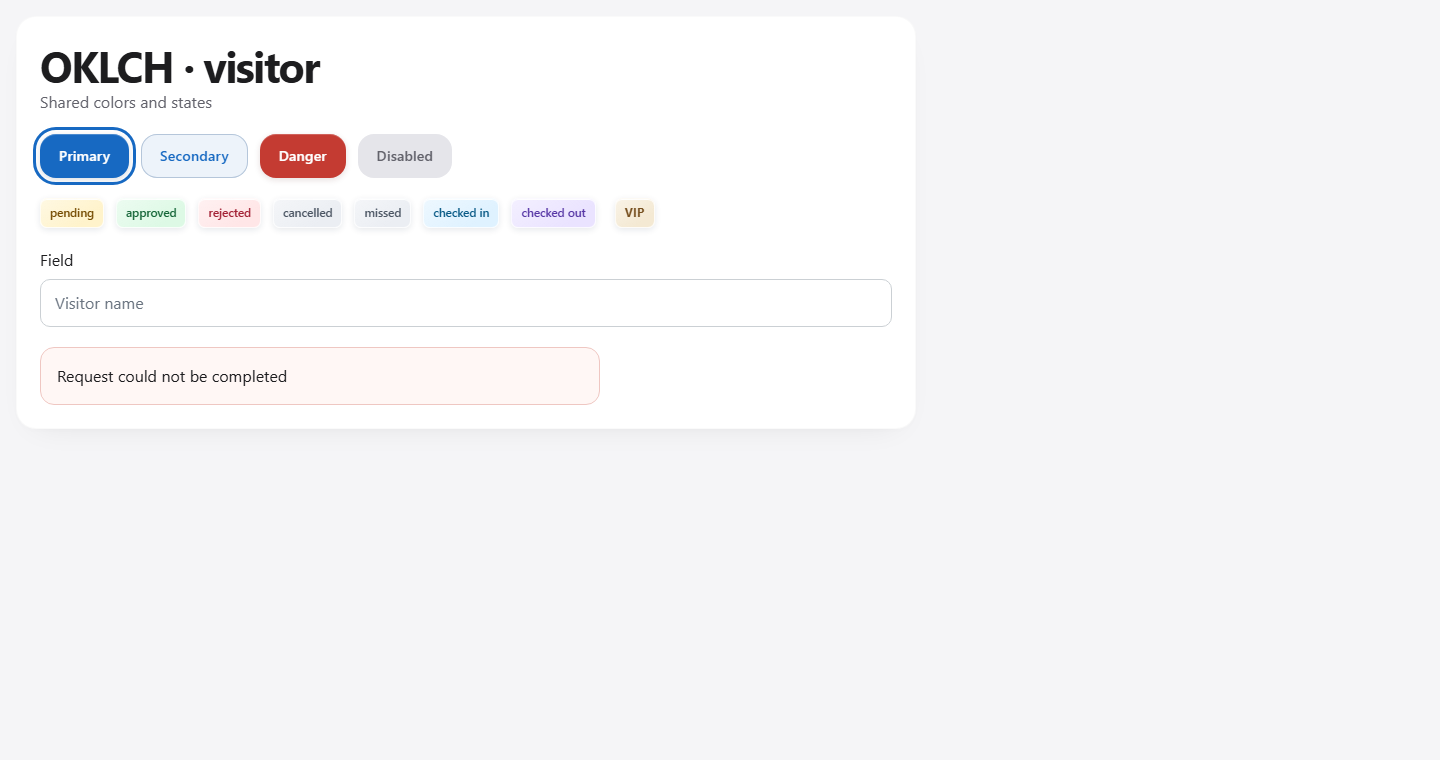 OKLCH · visitor
Shared colors and states
Primary Secondary Danger Disabled
pending approved rejected cancelled missed checked in checked out VIP
Field
Visitor name
Request could not be completed